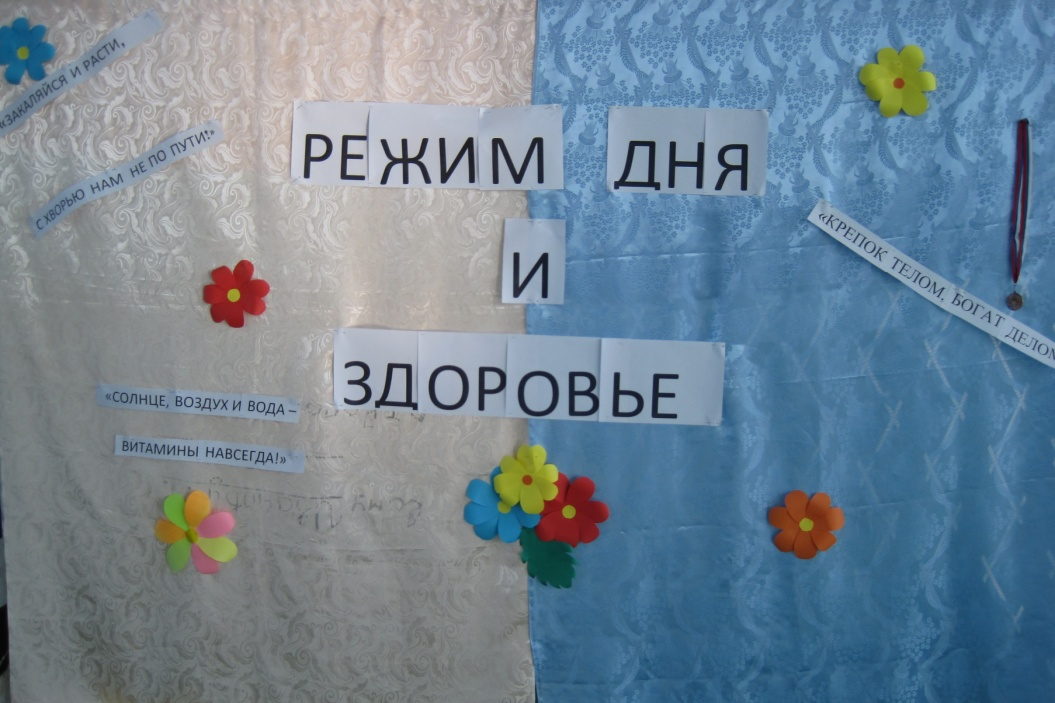 «ЗАКАЛЯЙСЯ И РАСТИ,
С ХВОРЬЮ НАМ НЕ ПО ПУТИ!»
РЕЖИМ ДНЯ
И
ЗДОРОВЬЕ
«КРЕПОК ТЕЛОМ, БОГАТ ДЕЛОМ
«СОЛНЦЕ, ВОЗДУХ И ВОДА –
ВИТАМИНЫ НАВСЕГДА!»